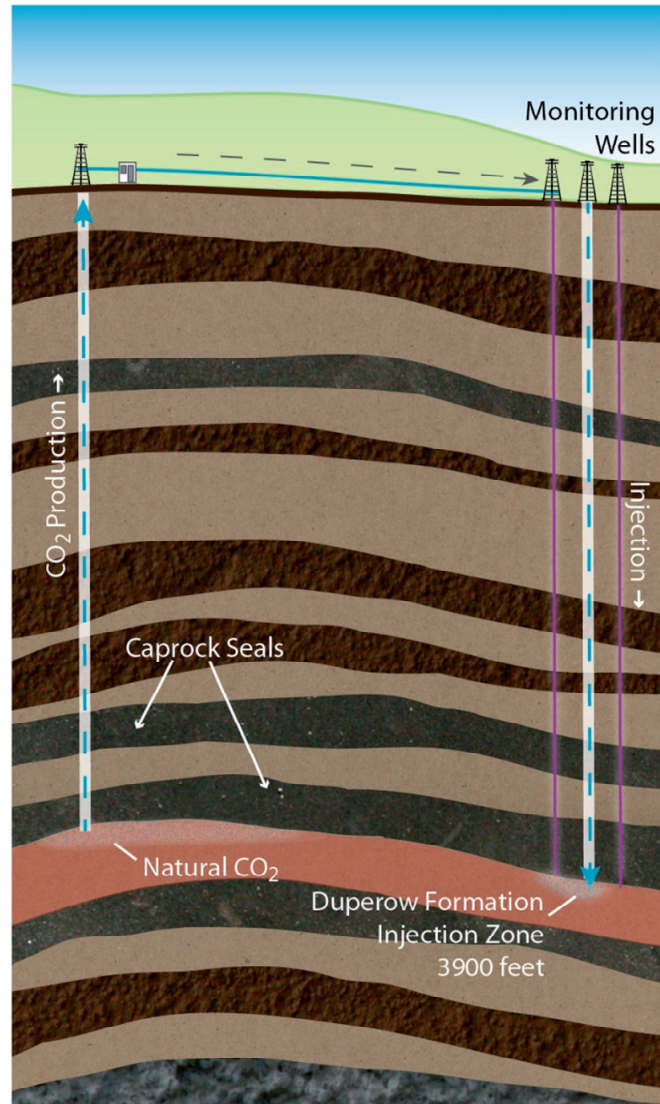 Monitoring
Wells
CO₂ Production →
Injection →
Caprock Seals
Natural CO₂
Duperow Formation
Injection Zone
3900 feet